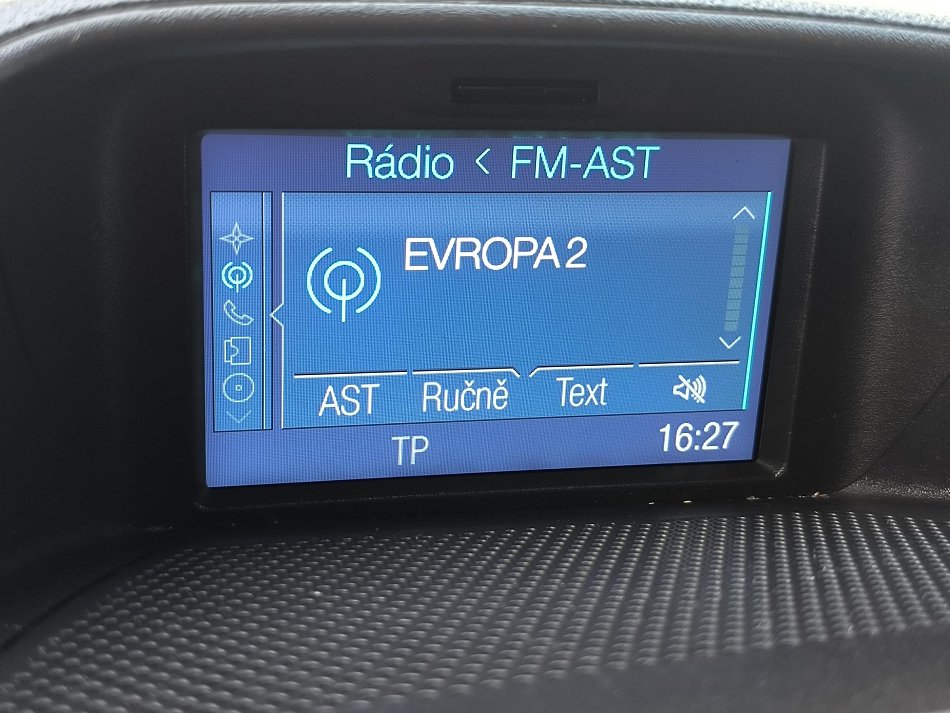 Rádio < FM-AST
EVROPA 2
AST Ručně Text
TP 16:27